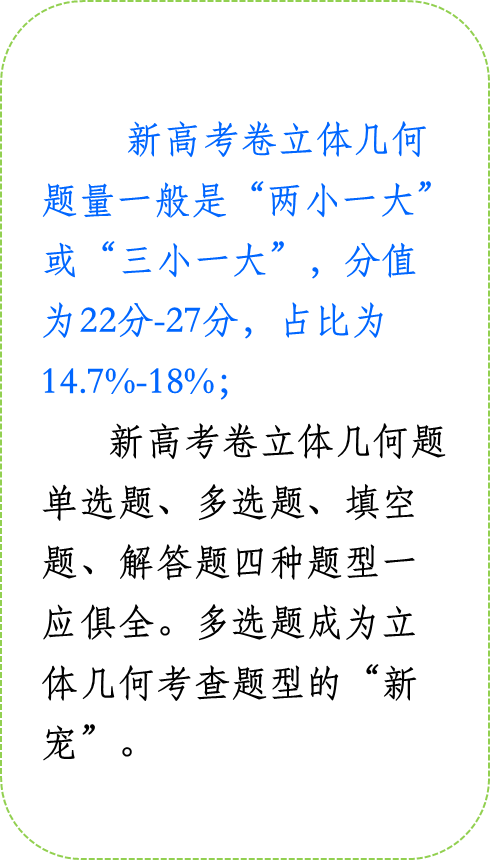 新高考卷立体几何
题量一般是“两小一大”
或“三小一大”，分值
为22分-27分，占比为
14.7%-18%；
新高考卷立体几何题
单选题、多选题、填空
题、解答题四种题型一
应俱全。多选题成为立
体几何考查题型的“新
宠”。